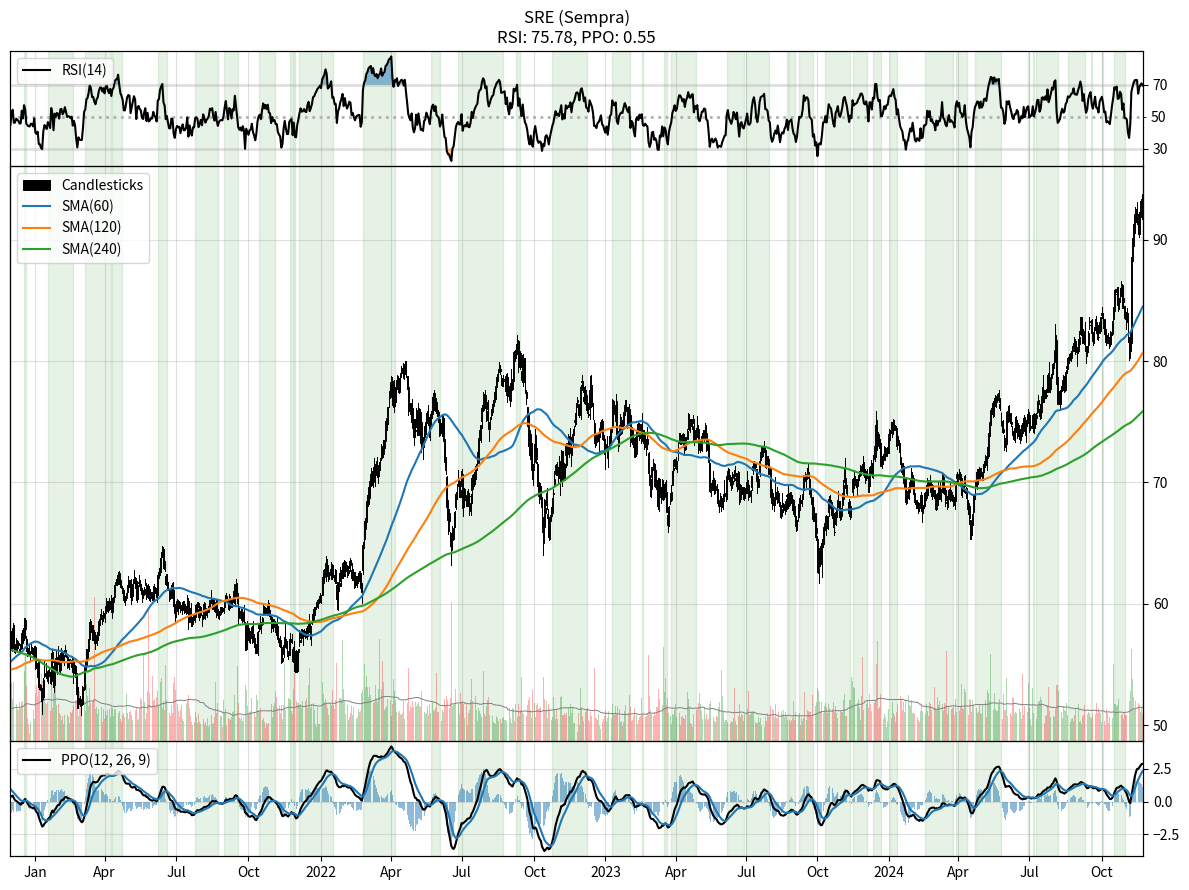 SRE (Sempra)
RSI: 75.78, PPO: 0.55
RSI(14)
70
50
30
Candlesticks
SMA(60)
SMA(120)
SMA(240)
90
80
70
60
50
PPO(12, 26, 9)
2.5
0.0
−2.5
Jan Apr Jul Oct 2022 Apr Jul Oct 2023 Apr Jul Oct 2024 Apr Jul Oct